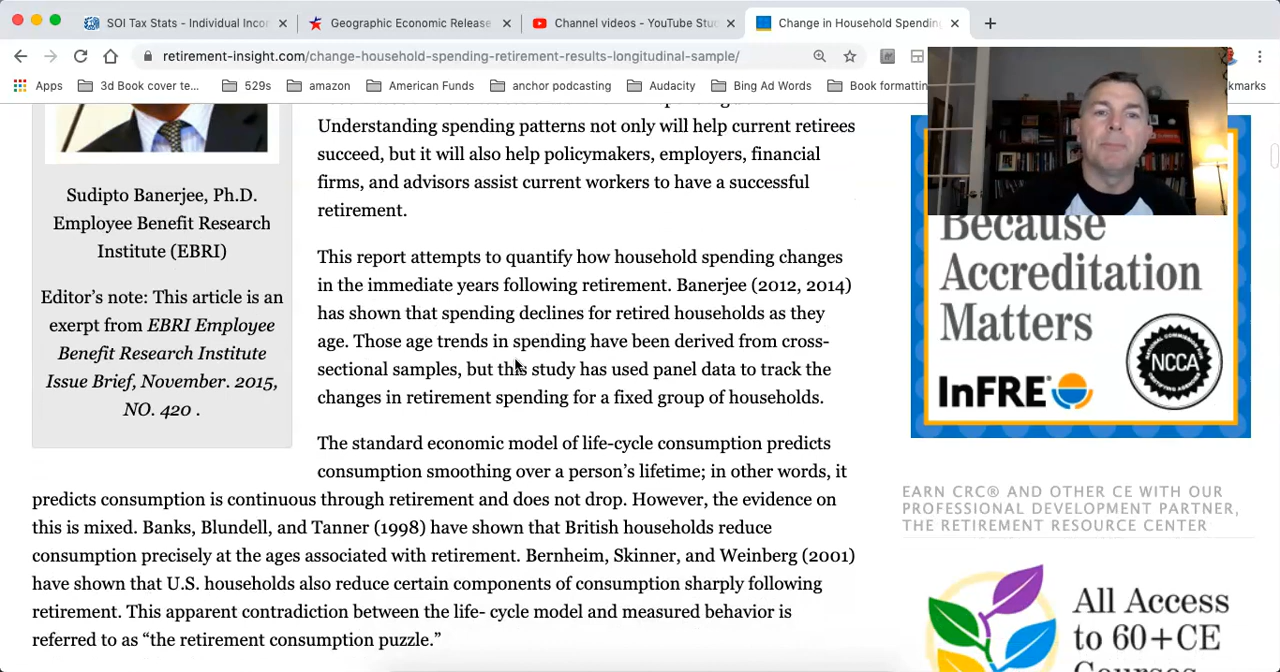 SOI Tax Stats - Individual Incor
Geographic Economic Release
Channel videos - YouTube Stu
Change in Household Spending
retirement-insight.com/change-household-spending-retirement-results-longitudinal-sample/
Apps
3d Book cover te...
529s
amazon
American Funds
anchor podcasting
Audacity
Bing Ad Words
Book formattin
kmarks
Understanding spending patterns not only will help current retirees
succeed, but it will also help policymakers, employers, financial
firms, and advisors assist current workers to have a successful
retirement.
Sudipto Banerjee, Ph.D.
Employee Benefit Research
Institute (EBRI)
Editor's note: This article is an
exerpt from EBRI Employee
Benefit Research Institute
Issue Brief, November. 2015,
NO. 420 .
This report attempts to quantify how household spending changes
in the immediate years following retirement. Banerjee (2012, 2014)
has shown that spending declines for retired households as they
age. Those age trends in spending have been derived from cross-
sectional samples, but this study has used panel data to track the
changes in retirement spending for a fixed group of households.
The standard economic model of life-cycle consumption predicts
consumption smoothing over a person's lifetime; in other words, it
predicts consumption is continuous through retirement and does not drop. However, the evidence on
this is mixed. Banks, Blundell, and Tanner (1998) have shown that British households reduce
consumption precisely at the ages associated with retirement. Bernheim, Skinner, and Weinberg (2001)
have shown that U.S. households also reduce certain components of consumption sharply following
retirement. This apparent contradiction between the life- cycle model and measured behavior is
referred to as “the retirement consumption puzzle.”
Because
Accreditation
Matters
InFRE
NCCA
EARN CRC® AND OTHER CE WITH OUR
PROFESSIONAL DEVELOPMENT PARTNER,
THE RETIREMENT RESOURCE CENTER
All Access
to 60+CE
Courses